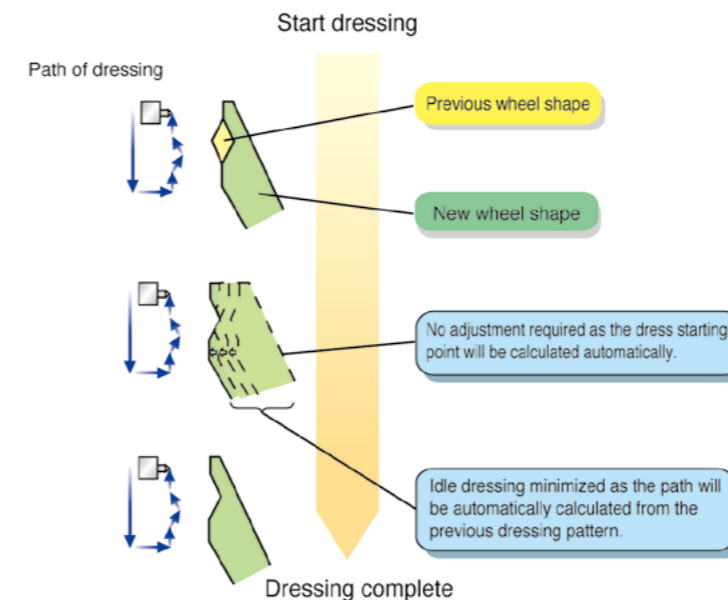 Start dressing
Path of dressing
Previous wheel shape
New wheel shape
No adjustment required as the dress starting
point will be calculated automatically.
Idle dressing minimized as the path will
be automatically calculated from the
previous dressing pattern.
Dressing complete